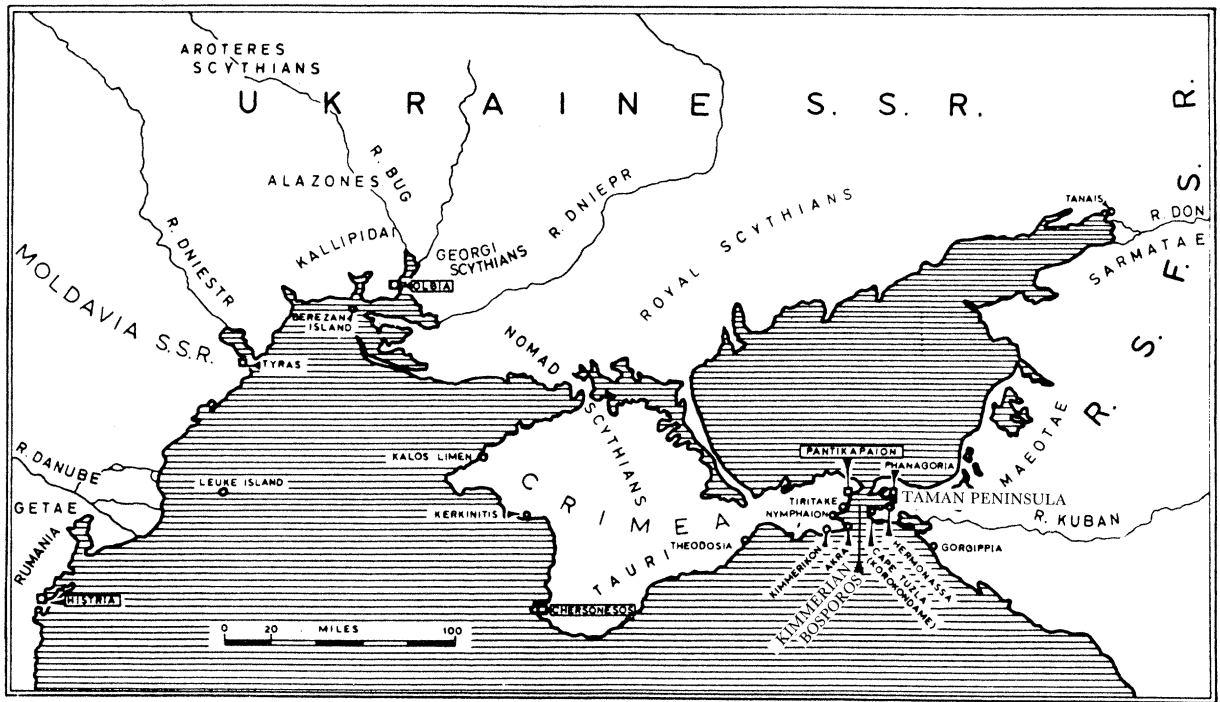 AROTERES
SCYTHIANS
UKRAINE S.S.R.
R. BUG
ALAZONES
R. DNIEPR
R. DNIESTR
KALLIPIDAI
GEORGI
SCYTHIANS
OLBIA
BEREZAN
ISLAND
MOLDAVIA S.S.R.
TYRAS
ROYAL SCYTHIANS
NOMAD
SCYTHIANS
TANAIS
R. DON
SARMATAE
R. S. F. S. R.
MAEOTAE
R. DANUBE
GETAE
RUMANIA
HISTRIA
LEUKE ISLAND
KALOS LIMEN
KERKINITIS
CRIMEA
TAURI
CHERSONESOS
THEODOSIA
PANTIKAPAION
PHANAGORIA
TAMAN PENINSULA
TIRITAKE
NYMPHAION
R. KUBAN
GORGIPPIA
KIMMERIKON
AKRA
KIMMERIAN
BOSPOROS
CAPE TUZLA
(KOROKONDAME)
HERMONASSA
0 20 MILES 100